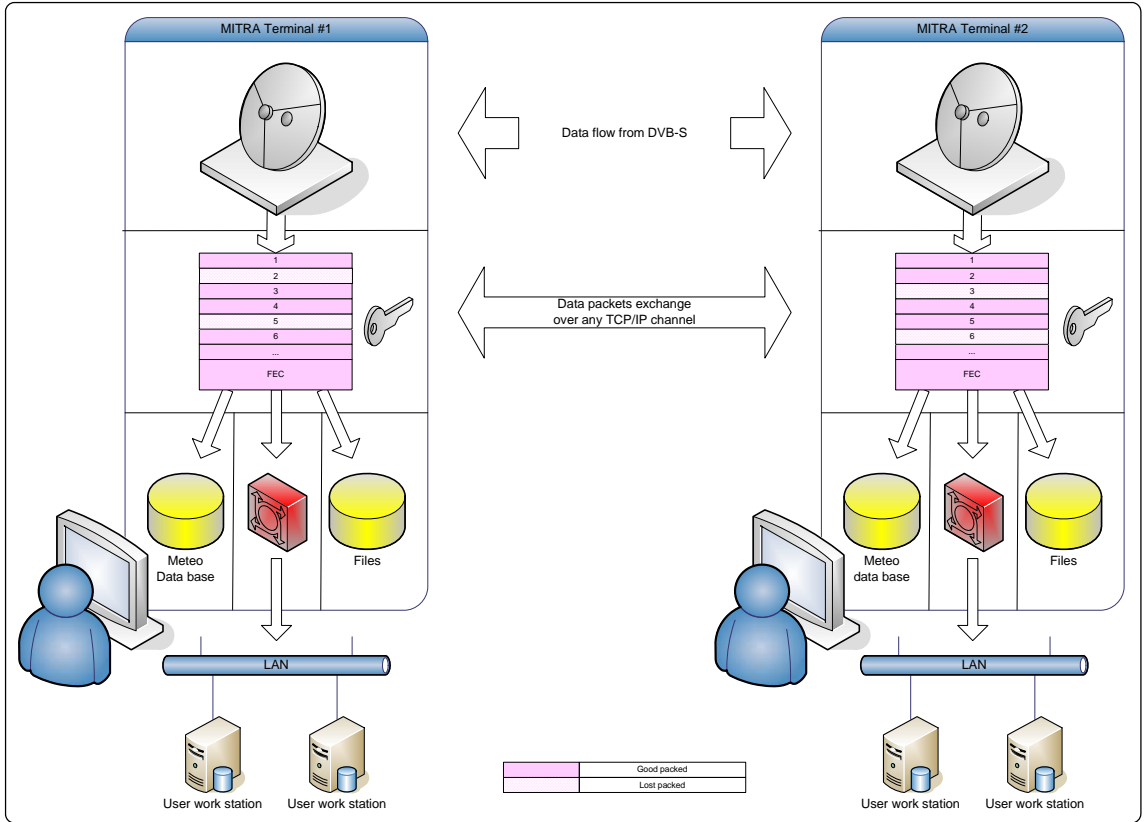 MITRA Terminal #1
MITRA Terminal #2
Data flow from DVB-S
1
2
3
4
5
6
...
FEC
Data packets exchange
over any TCP/IP channel
1
2
3
4
5
6
...
FEC
Meteo
Data base
Files
Meteo
data base
Files
LAN
LAN
User work station
User work station
Good packed
Lost packed
User work station
User work station